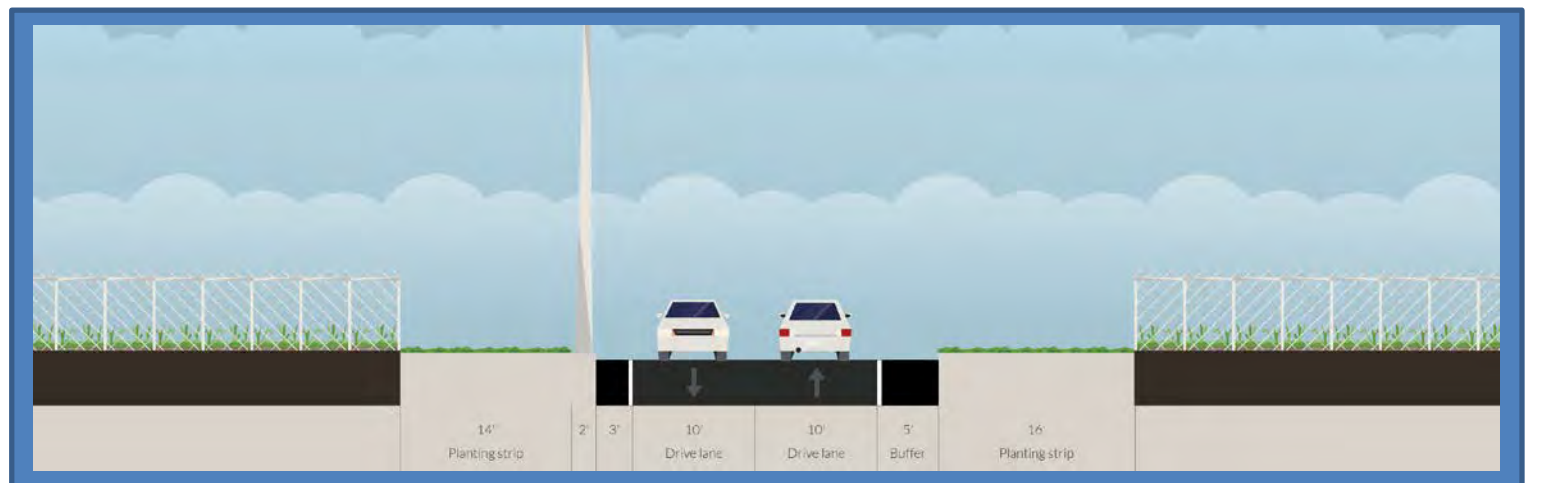 14' 2' 3' 10' 10' 5' 16
Planting strip Drive lane Drive lane Buffer Planting strip